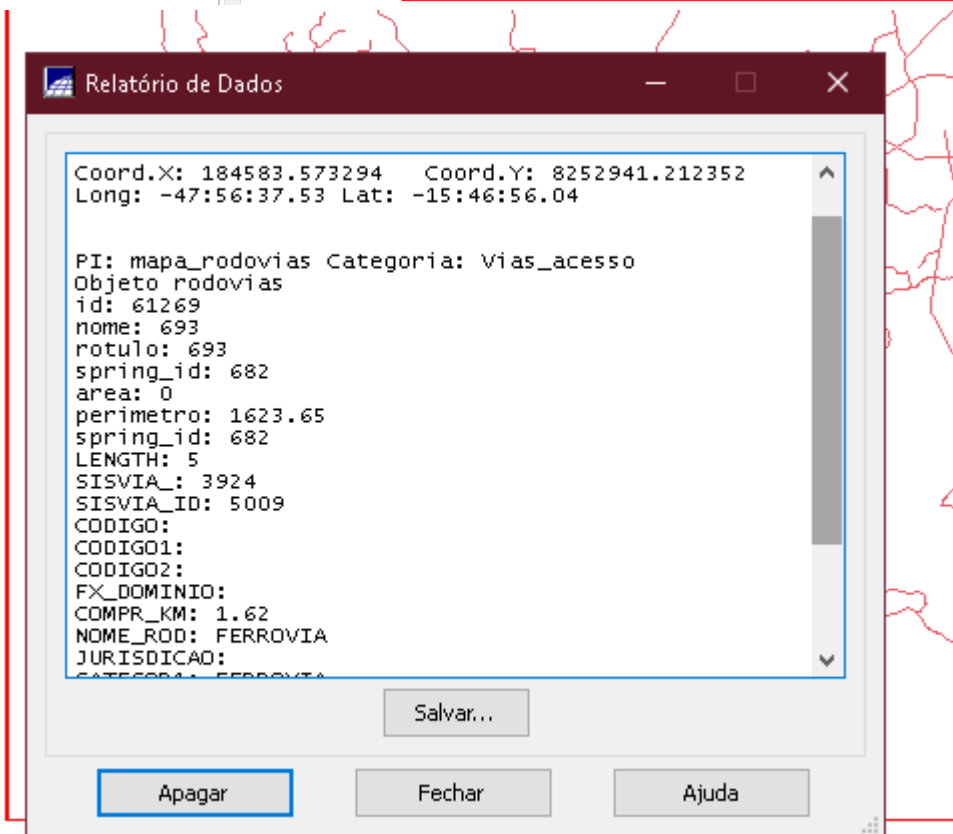 Relatório de Dados
Coord.X: 184583.573294 Coord.Y: 8252941.212352
Long: -47:56:37.53 Lat: -15:46:56.04
PI: mapa_rodovias Categoria: Vias_acesso
Objeto rodovias
id: 61269
nome: 693
rotulo: 693
spring_id: 682
area: 0
perimetro: 1623.65
spring_id: 682
LENGTH: 5
SISVIA_: 3924
SISVIA_ID: 5009
CODIGO:
CODIGO1:
CODIGO2:
FX_DOMINIO:
COMPR_KM: 1.62
NOME_ROD: FERROVIA
JURISDICAO:
Salvar...
Apagar Fechar Ajuda